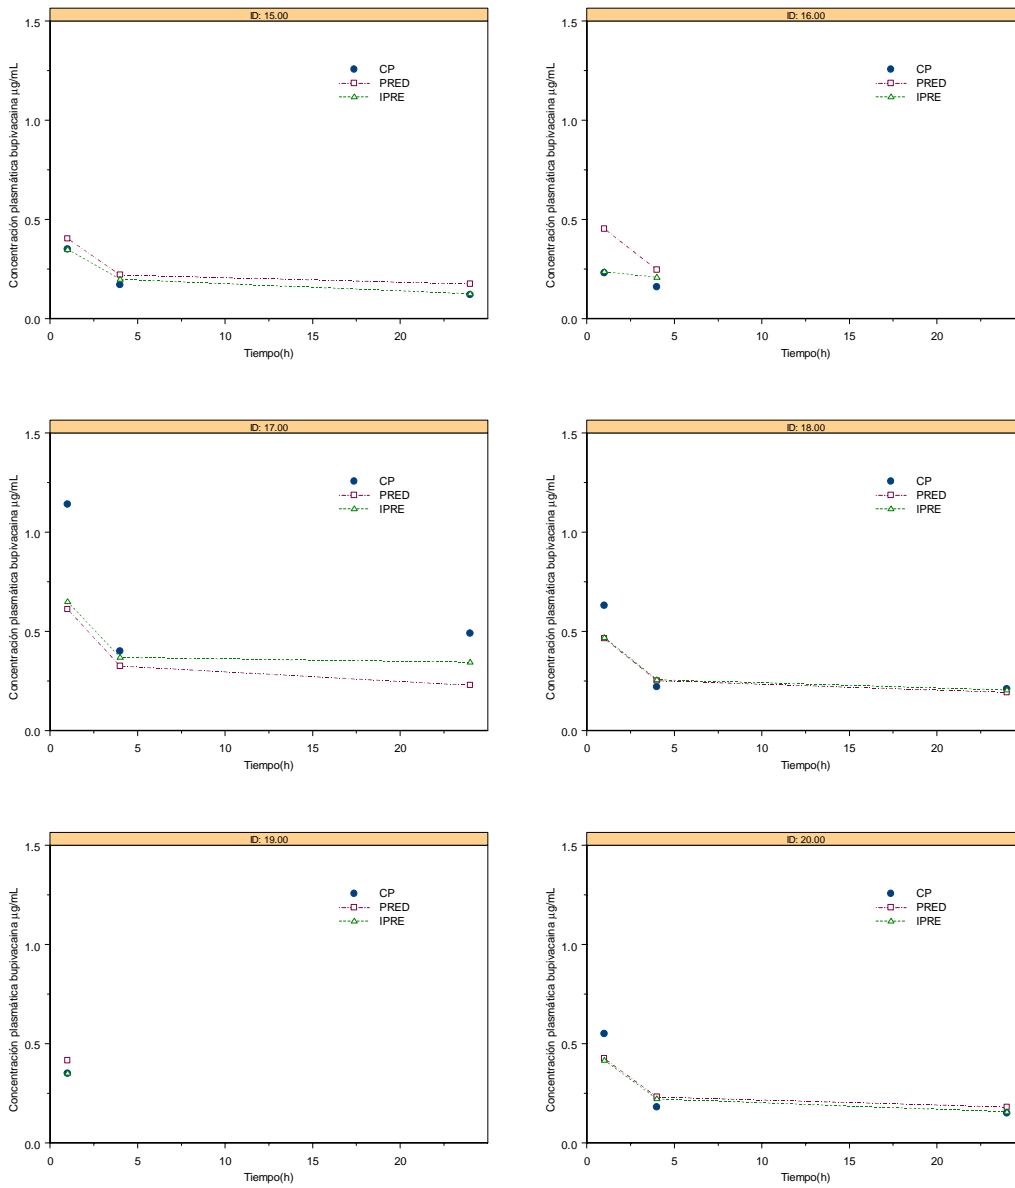 ID: 15.00
Concentración plasmática bupivacaina µg/mL
1.5
1.0
0.5
0.0
CP
PRED
IPRE
0 5 10 15 20
Tiempo(h)
ID: 16.00
Concentración plasmática bupivacaina µg/mL
1.5
1.0
0.5
0.0
CP
PRED
IPRE
0 5 10 15 20
Tiempo(h)
ID: 17.00
Concentración plasmática bupivacaina µg/mL
1.5
1.0
0.5
0.0
CP
PRED
IPRE
0 5 10 15 20
Tiempo(h)
ID: 18.00
Concentración plasmática bupivacaina µg/mL
1.5
1.0
0.5
0.0
CP
PRED
IPRE
0 5 10 15 20
Tiempo(h)
ID: 19.00
Concentración plasmática bupivacaina µg/mL
1.5
1.0
0.5
0.0
CP
PRED
IPRE
0 5 10 15 20
Tiempo(h)
ID: 20.00
Concentración plasmática bupivacaina µg/mL
1.5
1.0
0.5
0.0
CP
PRED
IPRE
0 5 10 15 20
Tiempo(h)